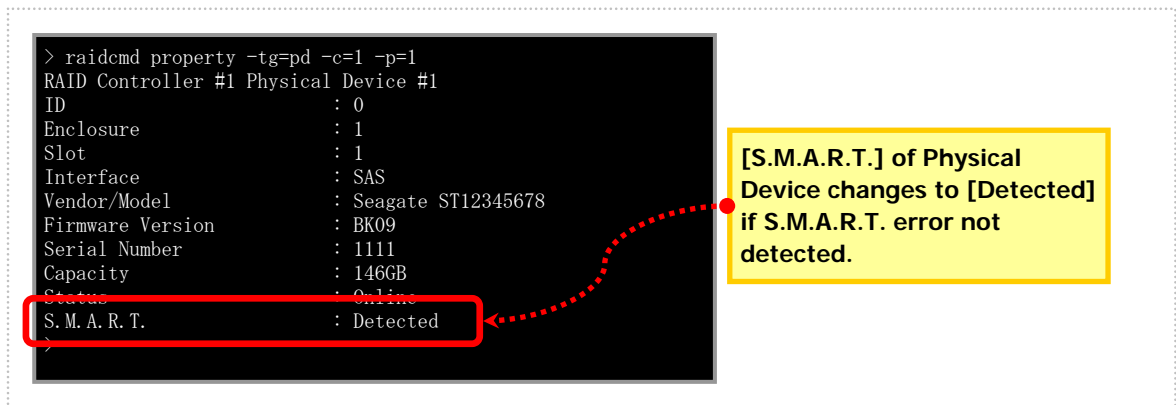 > raidcmd property -tg=pd -c=1 -p=1
RAID Controller #1 Physical Device #1
ID : 0
Enclosure : 1
Slot : 1
Interface : SAS
Vendor/Model : Seagate ST12345678
Firmware Version : BK09
Serial Number : 1111
Capacity : 146GB
Status : Online
S.M.A.R.T. : Detected
>
[S.M.A.R.T.] of Physical
Device changes to [Detected]
if S.M.A.R.T. error not
detected.